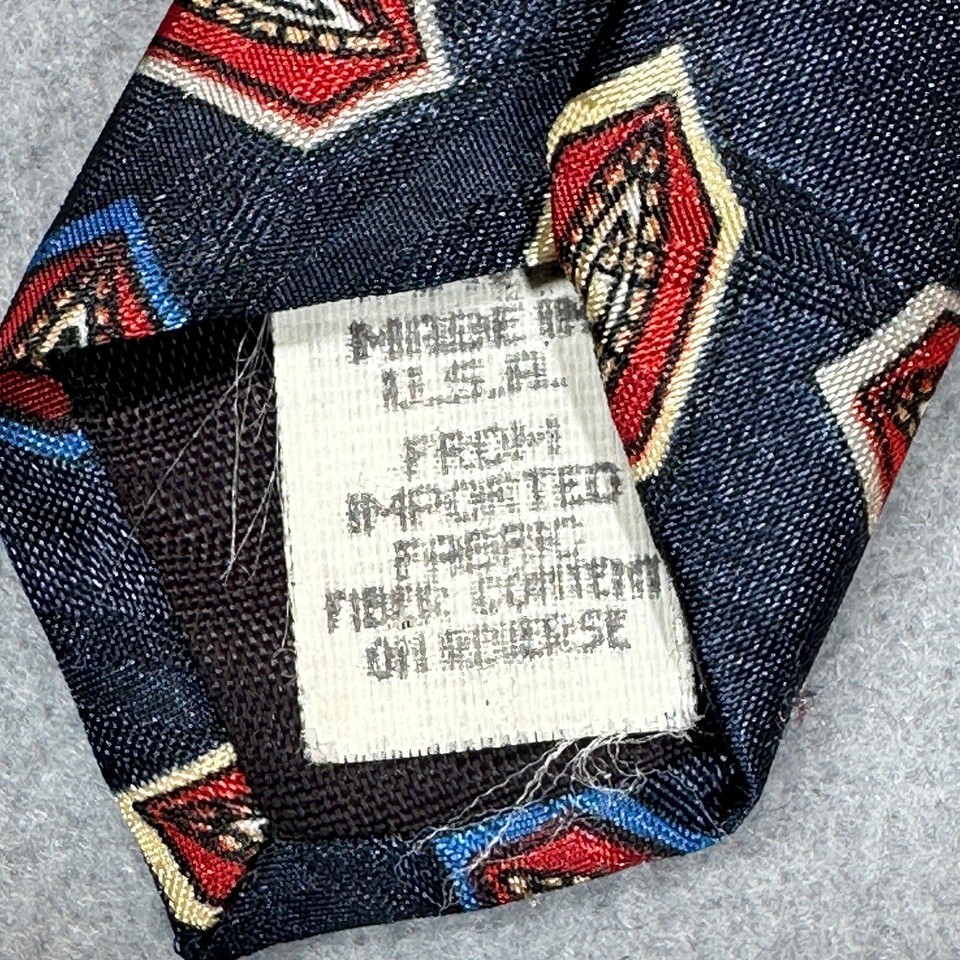 MADE IN
U.S.A.
FROM
IMPORTED
FABRIC
FIBER CONTENT
ON REVERSE